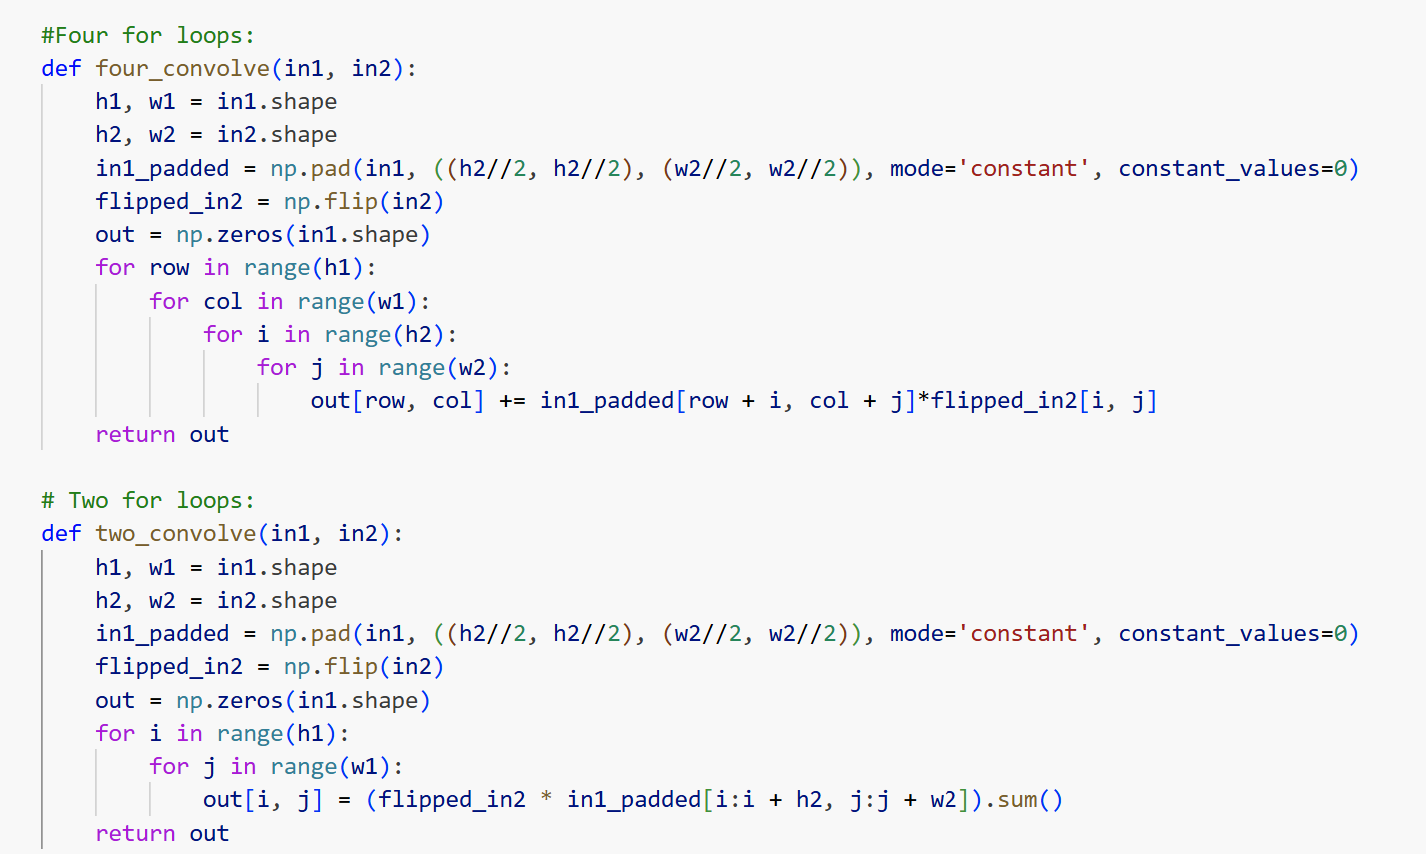 #Four for loops:
def four_convolve(in1, in2):
    h1, w1 = in1.shape
    h2, w2 = in2.shape
    in1_padded = np.pad(in1, ((h2//2, h2//2), (w2//2, w2//2)), mode='constant', constant_values=0)
    flipped_in2 = np.flip(in2)
    out = np.zeros(in1.shape)
    for row in range(h1):
        for col in range(w1):
            for i in range(h2):
                for j in range(w2):
                    out[row, col] += in1_padded[row + i, col + j]*flipped_in2[i, j]
    return out

# Two for loops:
def two_convolve(in1, in2):
    h1, w1 = in1.shape
    h2, w2 = in2.shape
    in1_padded = np.pad(in1, ((h2//2, h2//2), (w2//2, w2//2)), mode='constant', constant_values=0)
    flipped_in2 = np.flip(in2)
    out = np.zeros(in1.shape)
    for i in range(h1):
        for j in range(w1):
            out[i, j] = (flipped_in2 * in1_padded[i:i + h2, j:j + w2]).sum()
    return out